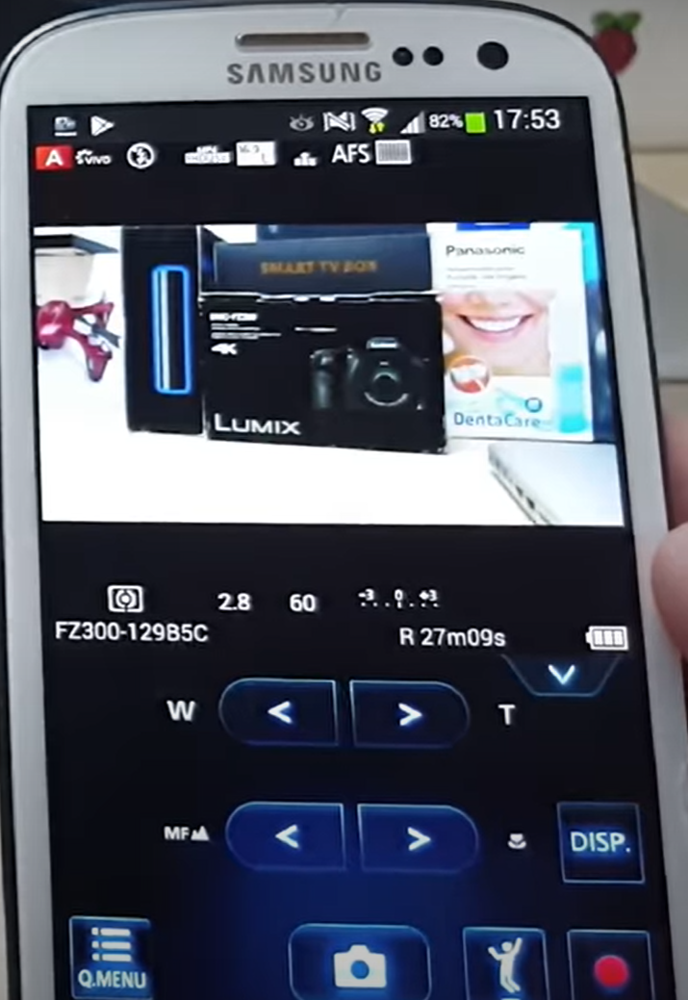 SAMSUNG
82% 17:53
A VIVO AFS
SMART TV BOX
Panasonic
4K
LUMIX
DentaCare
2.8 60 -3 . . 0 . . +3
FZ300-129B5C R 27m09s
W < > T
MF < > DISP.
Q.MENU